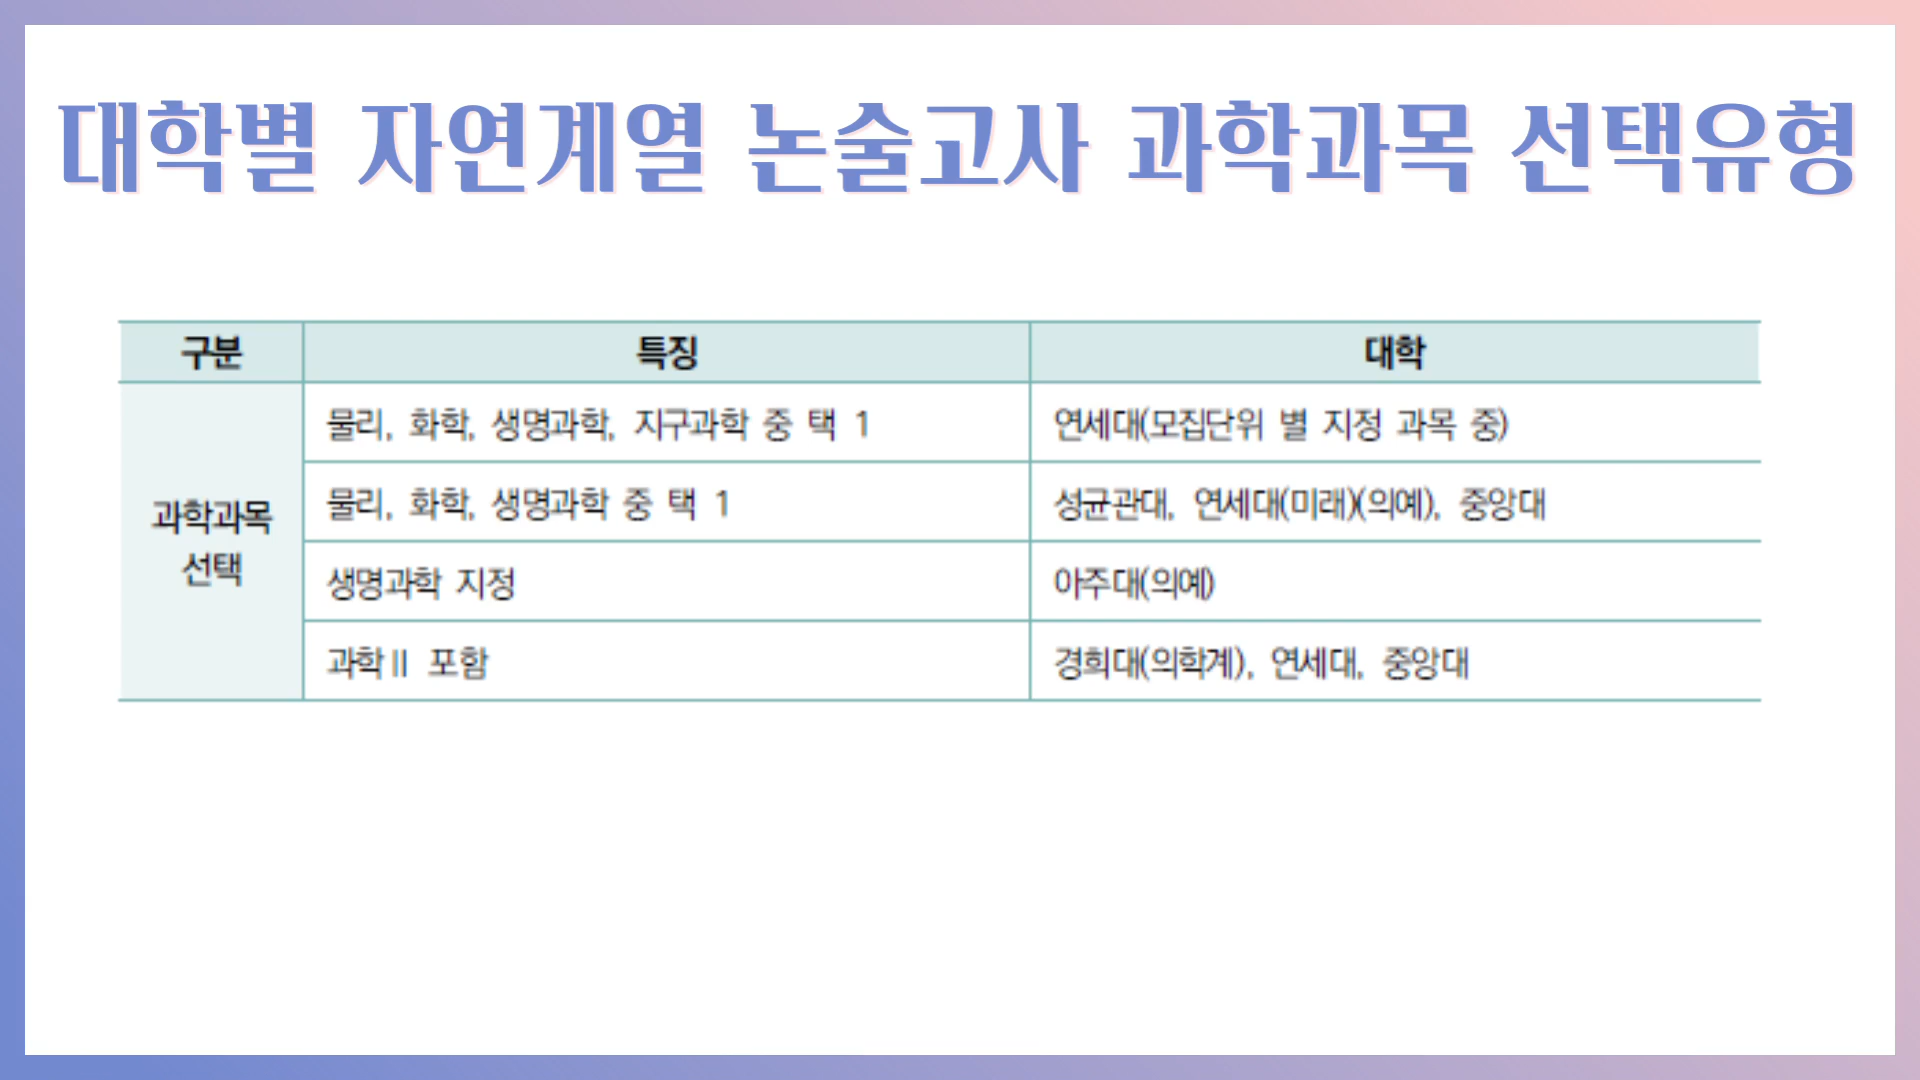 대학별 자연계열 논술고사 과학과목 선택유형
구분 특징 대학
과학과목
선택
물리, 화학, 생명과학, 지구과학 중 택 1 연세대(모집단위 별 지정 과목 중)
물리, 화학, 생명과학 중 택 1 성균관대, 연세대(미래)(의예), 중앙대
생명과학 지정 아주대(의예)
과학Ⅱ 포함 경희대(의학계), 연세대, 중앙대